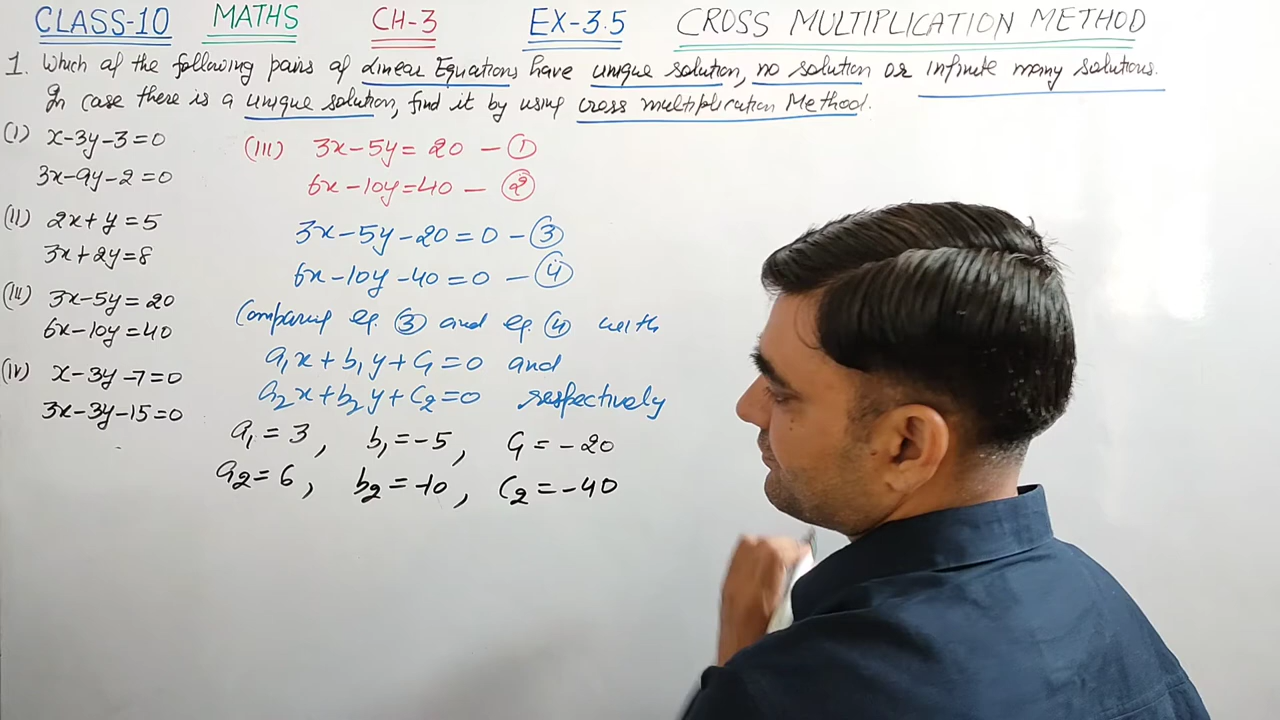 CLASS-10 MATHS CH-3 EX-3.5 CROSS MULTIPLICATION METHOD
1. Which of the following pairs of Linear Equations have unique solution, no solution or infinite many solutions.
In case there is a unique solution, find it by using cross multiplication Method.
(I) x-3y-3=0
3x-9y-2=0
(II) 2x+y=5
3x+2y=8
(III) 3x-5y=20
6x-10y=40
(IV) x-3y-7=0
3x-3y-15=0
(III) 3x-5y=20 - ①
6x-10y=40 - ②
3x-5y-20=0 - ③
6x-10y-40=0 - ④
Comparing eq. ③ and eq. ④ with
a₁x+b₁y+c₁=0 and
a₂x+b₂y+c₂=0 respectively
a₁=3, b₁=-5, c₁=-20
a₂=6, b₂=-10, c₂=-40